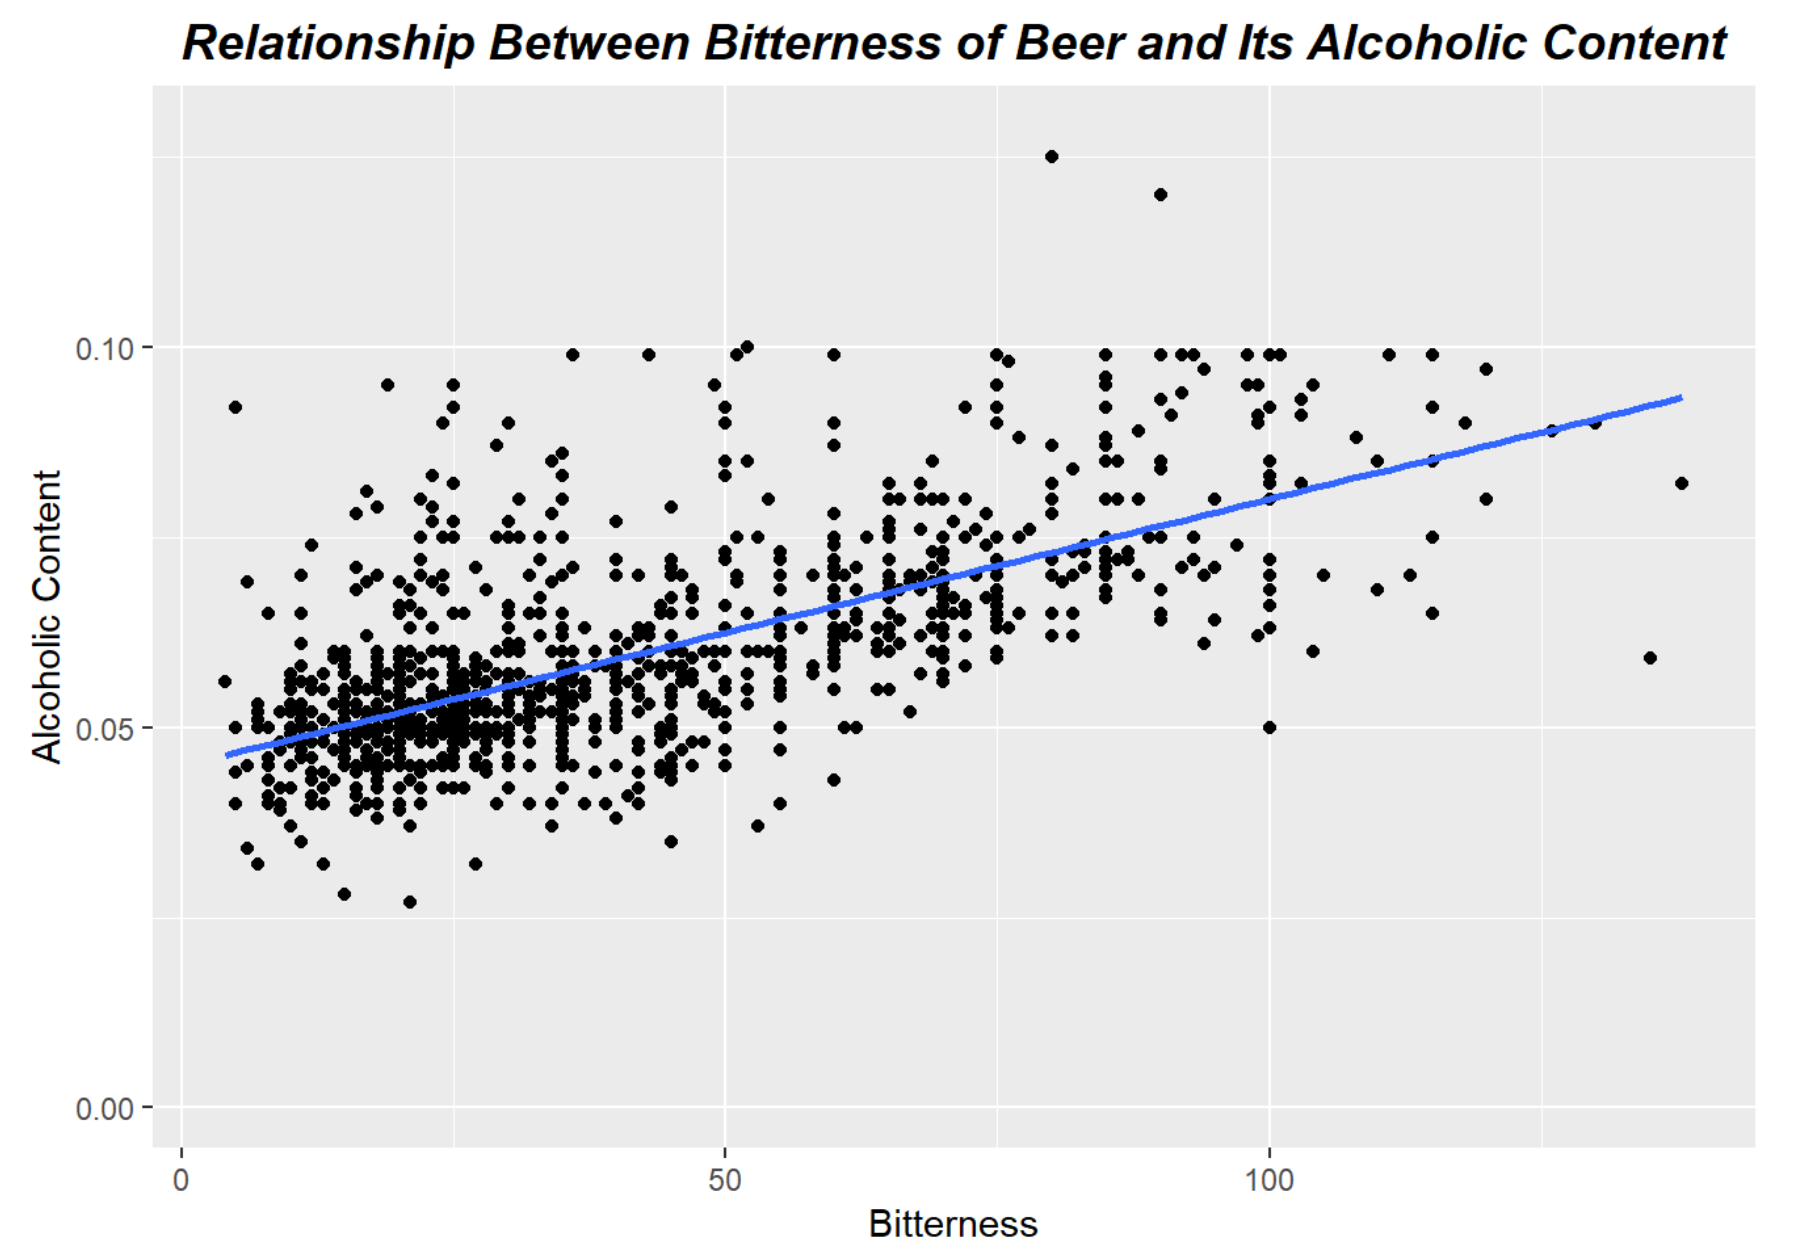 Relationship Between Bitterness of Beer and Its Alcoholic Content
Alcoholic Content
0.10
0.05
0.00
0
50
100
Bitterness